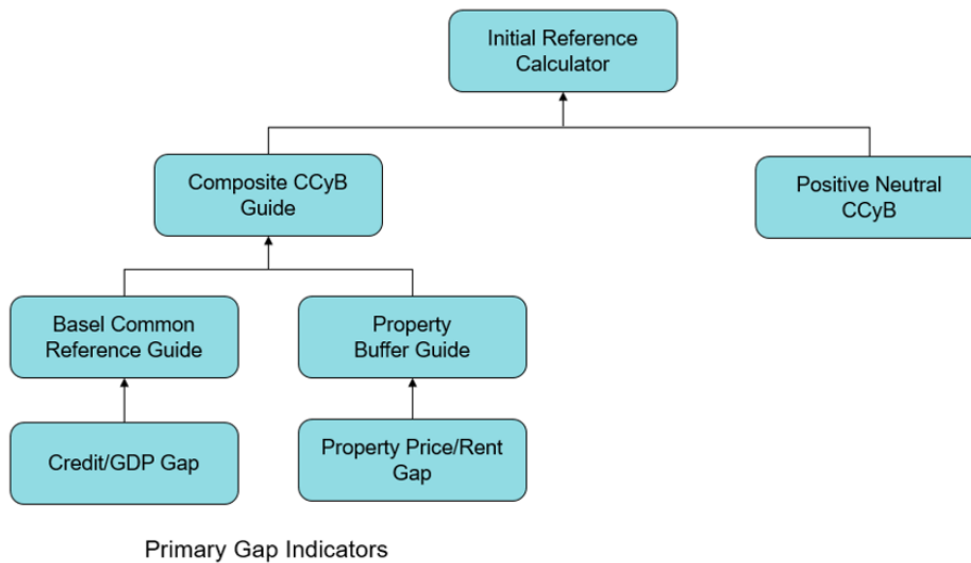 Initial Reference
Calculator
Composite CCyB
Guide
Positive Neutral
CCyB
Basel Common
Reference Guide
Property
Buffer Guide
Credit/GDP Gap
Property Price/Rent
Gap
Primary Gap Indicators